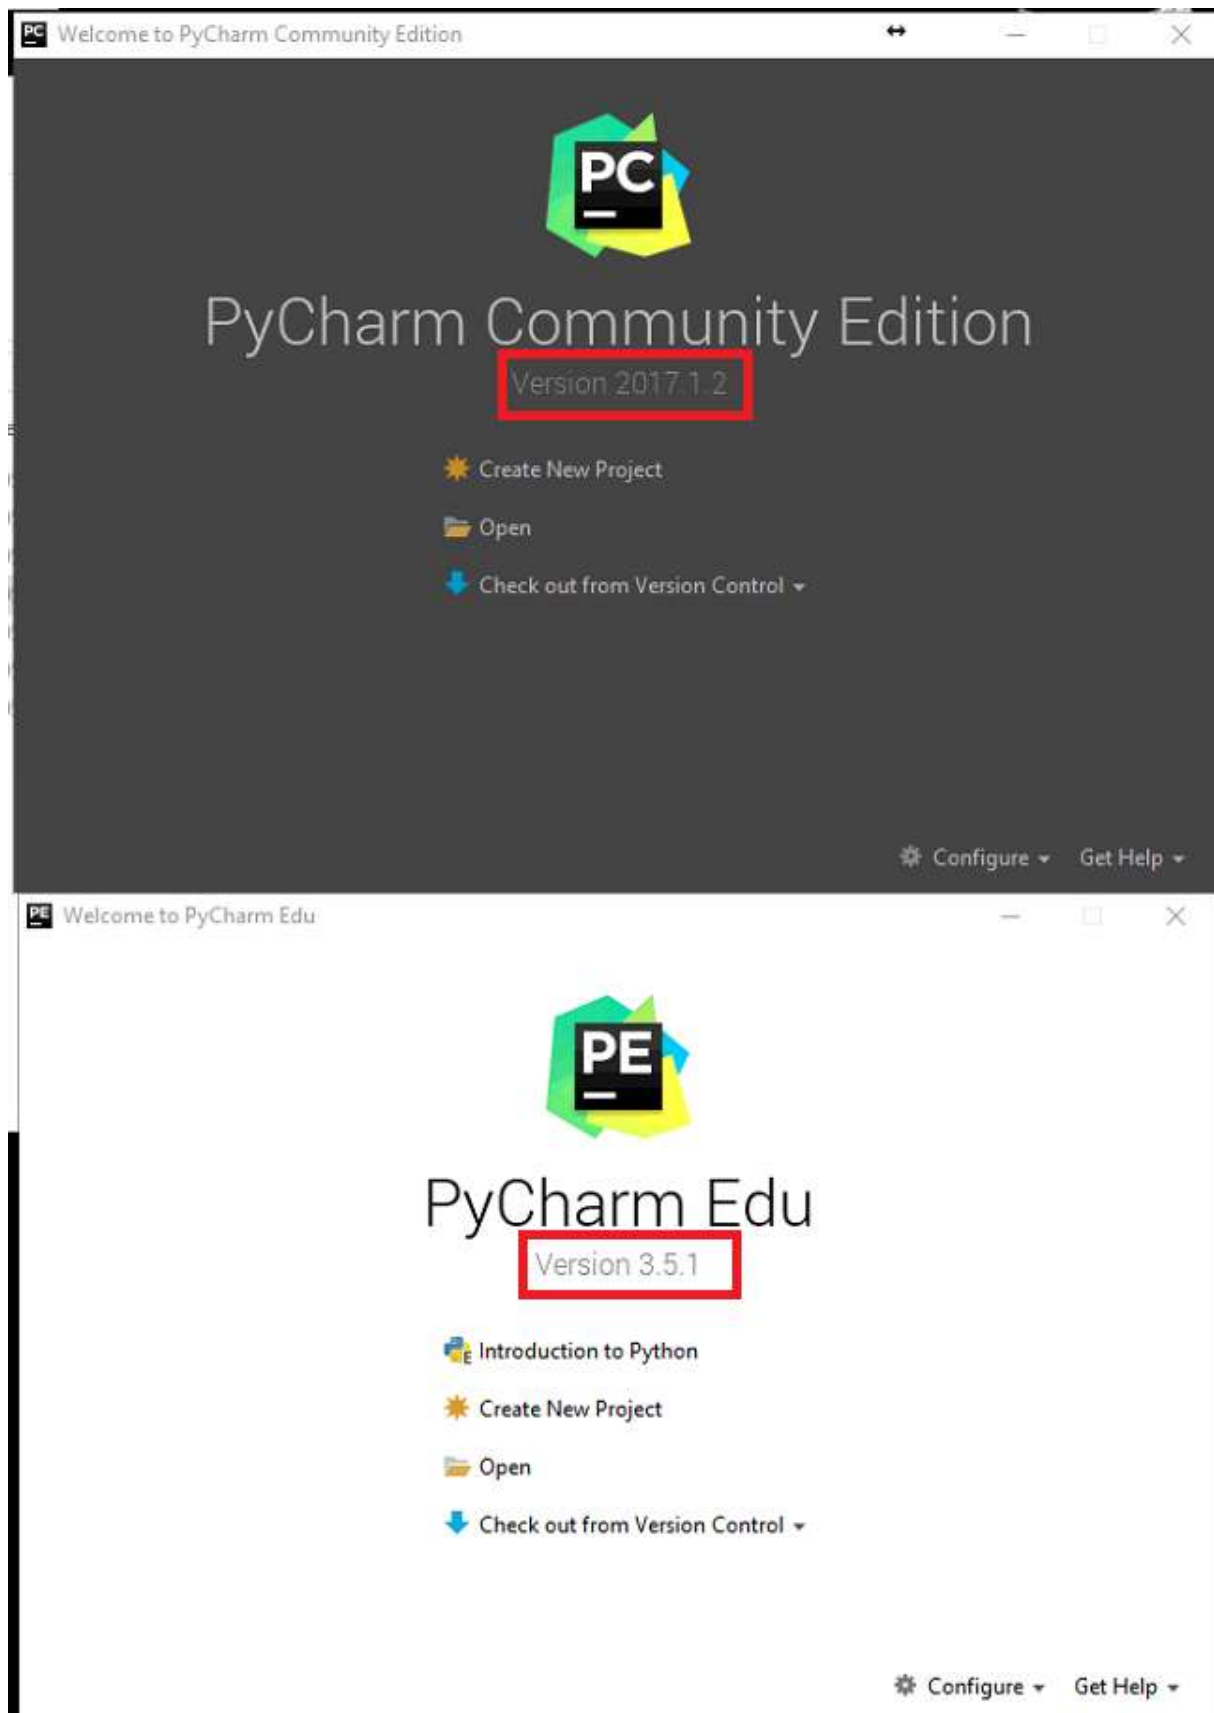 PC Welcome to PyCharm Community Edition
PC
PyCharm Community Edition
Version 2017.1.2
Create New Project
Open
Check out from Version Control
Configure Get Help
PE Welcome to PyCharm Edu
PE
PyCharm Edu
Version 3.5.1
E Introduction to Python
Create New Project
Open
Check out from Version Control
Configure Get Help